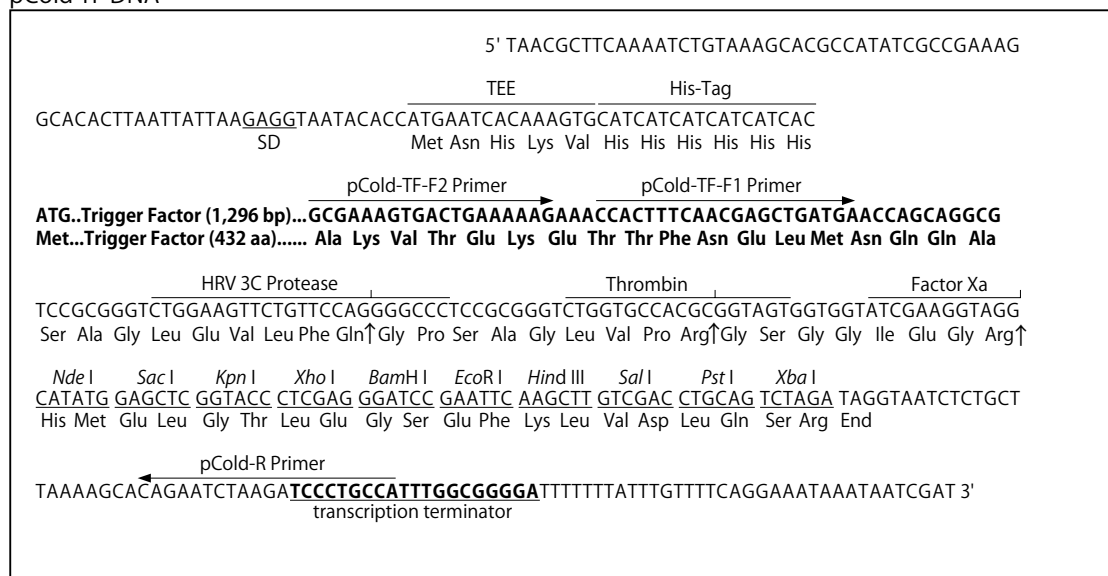 pCold TF DNA
5' TAACGCTTCAAAATCTGTAAAGCACGCCATATCGCCGAAAG
TEE His-Tag
GCACACTTAATTATTAAGAGGTAATACACCATGAATCACAAAGTGCATCATCATCATCATCAC
SD Met Asn His Lys Val His His His His His His
pCold-TF-F2 Primer pCold-TF-F1 Primer
ATG..Trigger Factor (1,296 bp)...GCGAAAGTGACTGAAAAAGAAACCACTTTCAACGAGCTGATGAACCAGCAGGCG
Met...Trigger Factor (432 aa)...... Ala Lys Val Thr Glu Lys Glu Thr Thr Phe Asn Glu Leu Met Asn Gln Gln Ala
HRV 3C Protease Thrombin Factor Xa
TCCGCGGGTCTGGAAGTTCTGTTCCAGGGGCCCTCCGCGGGTCTGGTGCCACGCGGTAGTGGTGGTATCGAAGGTAGG
Ser Ala Gly Leu Glu Val Leu Phe Gln↑Gly Pro Ser Ala Gly Leu Val Pro Arg↑Gly Ser Gly Gly Ile Glu Gly Arg↑
Nde I Sac I Kpn I Xho I BamH I EcoR I Hind III Sal I Pst I Xba I
CATATG GAGCTC GGTACC CTCGAG GGATCC GAATTC AAGCTT GTCGAC CTGCAG TCTAGA TAGGTAATCTCTGCT
His Met Glu Leu Gly Thr Leu Glu Gly Ser Glu Phe Lys Leu Val Asp Leu Gln Ser Arg End
pCold-R Primer
TAAAAGCACAGAATCTAAGATCCCTGCCATTTGGCGGGGATTTTTTTATTTGTTTTCAGGAAATAAATAATCGAT 3'
transcription terminator